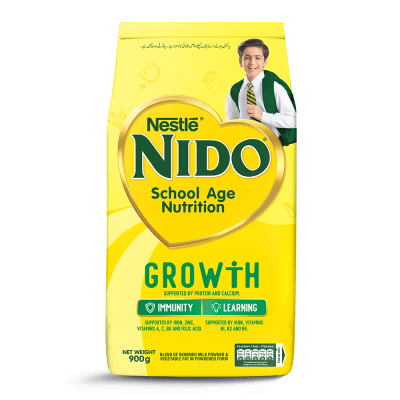 Nestlé®
NIDO®
School Age
Nutrition
GROWTH
SUPPORTED BY PROTEIN AND CALCIUM.
IMMUNITY
LEARNING
SUPPORTED BY IRON, ZINC,
VITAMINS A, C, B6 AND FOLIC ACID.
SUPPORTED BY IRON, VITAMINS
B1, B2 AND B6.
NET WEIGHT
900g
BLEND OF SKIMMED MILK POWDER &
VEGETABLE FAT IN POWDERED FORM